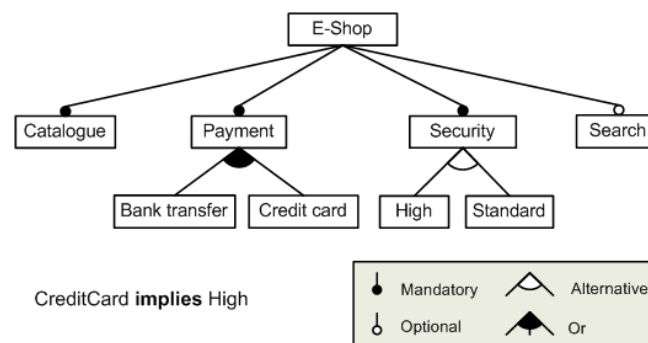 E-Shop
Catalogue
Payment
Security
Search
Bank transfer
Credit card
High
Standard
CreditCard implies High
Mandatory
Alternative
Optional
Or